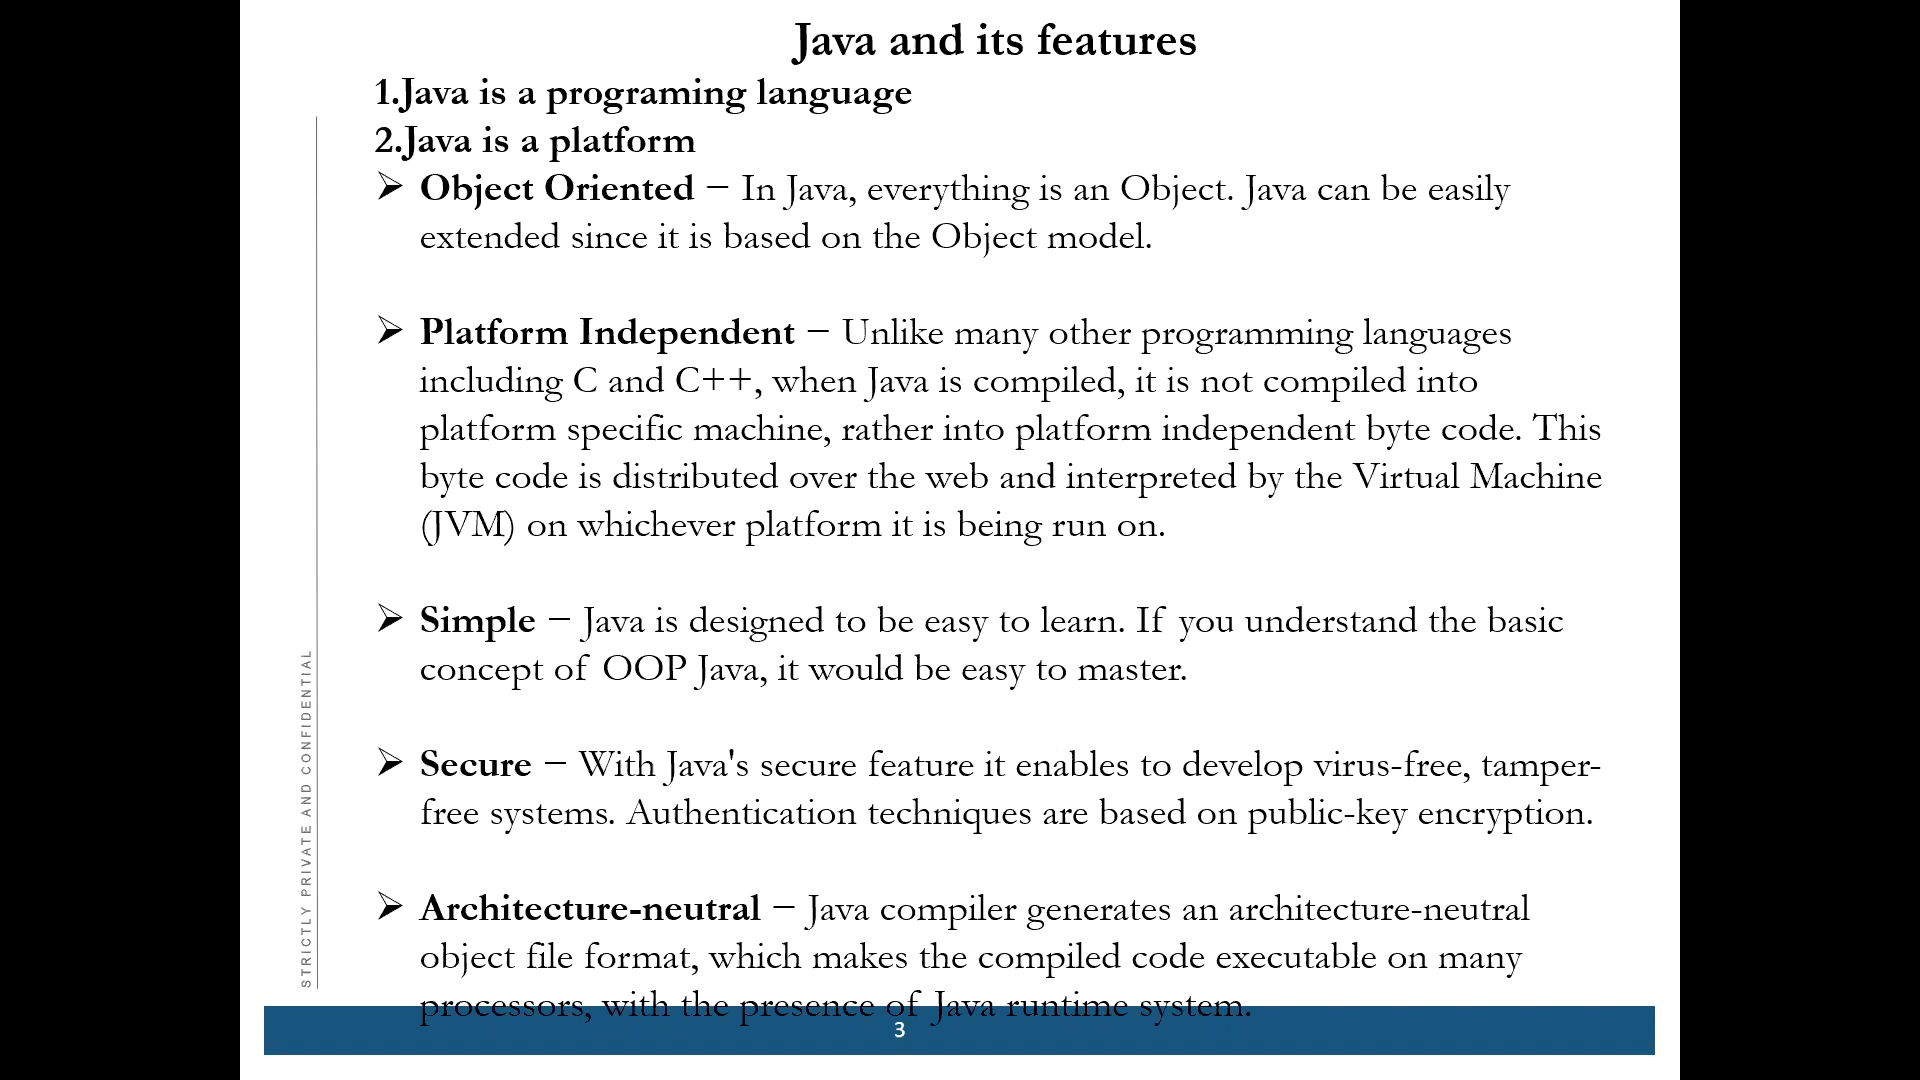 Java and its features
1.Java is a programing language
2.Java is a platform
➢ Object Oriented − In Java, everything is an Object. Java can be easily
extended since it is based on the Object model.
➢ Platform Independent − Unlike many other programming languages
including C and C++, when Java is compiled, it is not compiled into
platform specific machine, rather into platform independent byte code. This
byte code is distributed over the web and interpreted by the Virtual Machine
(JVM) on whichever platform it is being run on.
➢ Simple − Java is designed to be easy to learn. If you understand the basic
concept of OOP Java, it would be easy to master.
➢ Secure − With Java's secure feature it enables to develop virus-free, tamper-
free systems. Authentication techniques are based on public-key encryption.
➢ Architecture-neutral − Java compiler generates an architecture-neutral
object file format, which makes the compiled code executable on many
processors, with the presence of Java runtime system.
STRICTLY PRIVATE AND CONFIDENTIAL
3